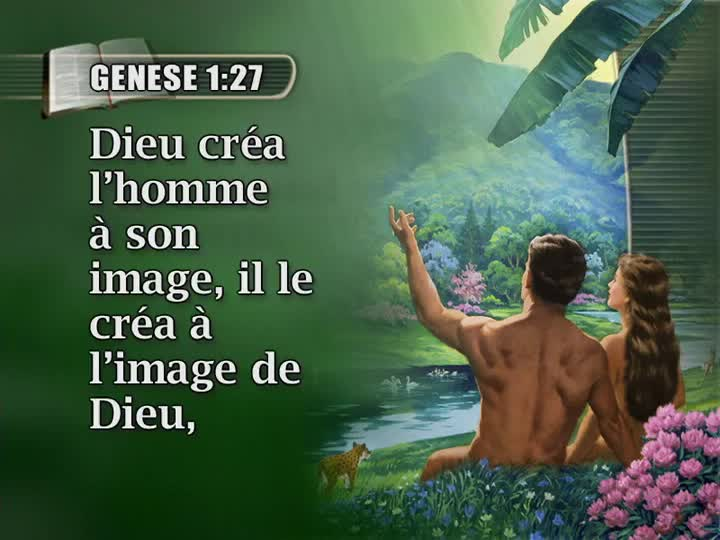 GENESE 1:27
Dieu créa
l’homme
à son
image, il le
créa à
l’image de
Dieu,